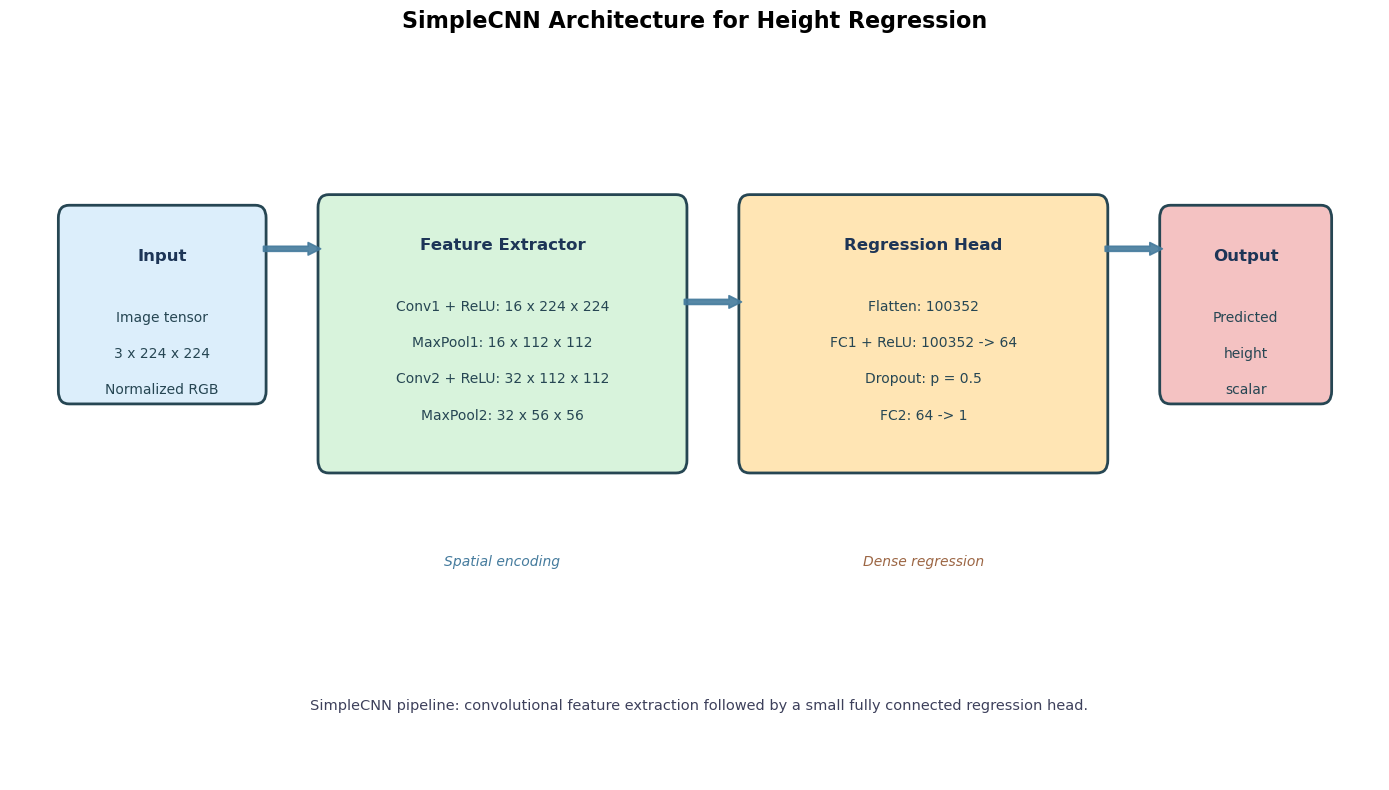 SimpleCNN Architecture for Height Regression
Input
Image tensor
3 x 224 x 224
Normalized RGB
Feature Extractor
Conv1 + ReLU: 16 x 224 x 224
MaxPool1: 16 x 112 x 112
Conv2 + ReLU: 32 x 112 x 112
MaxPool2: 32 x 56 x 56
Regression Head
Flatten: 100352
FC1 + ReLU: 100352 -> 64
Dropout: p = 0.5
FC2: 64 -> 1
Output
Predicted
height
scalar
Spatial encoding
Dense regression
SimpleCNN pipeline: convolutional feature extraction followed by a small fully connected regression head.